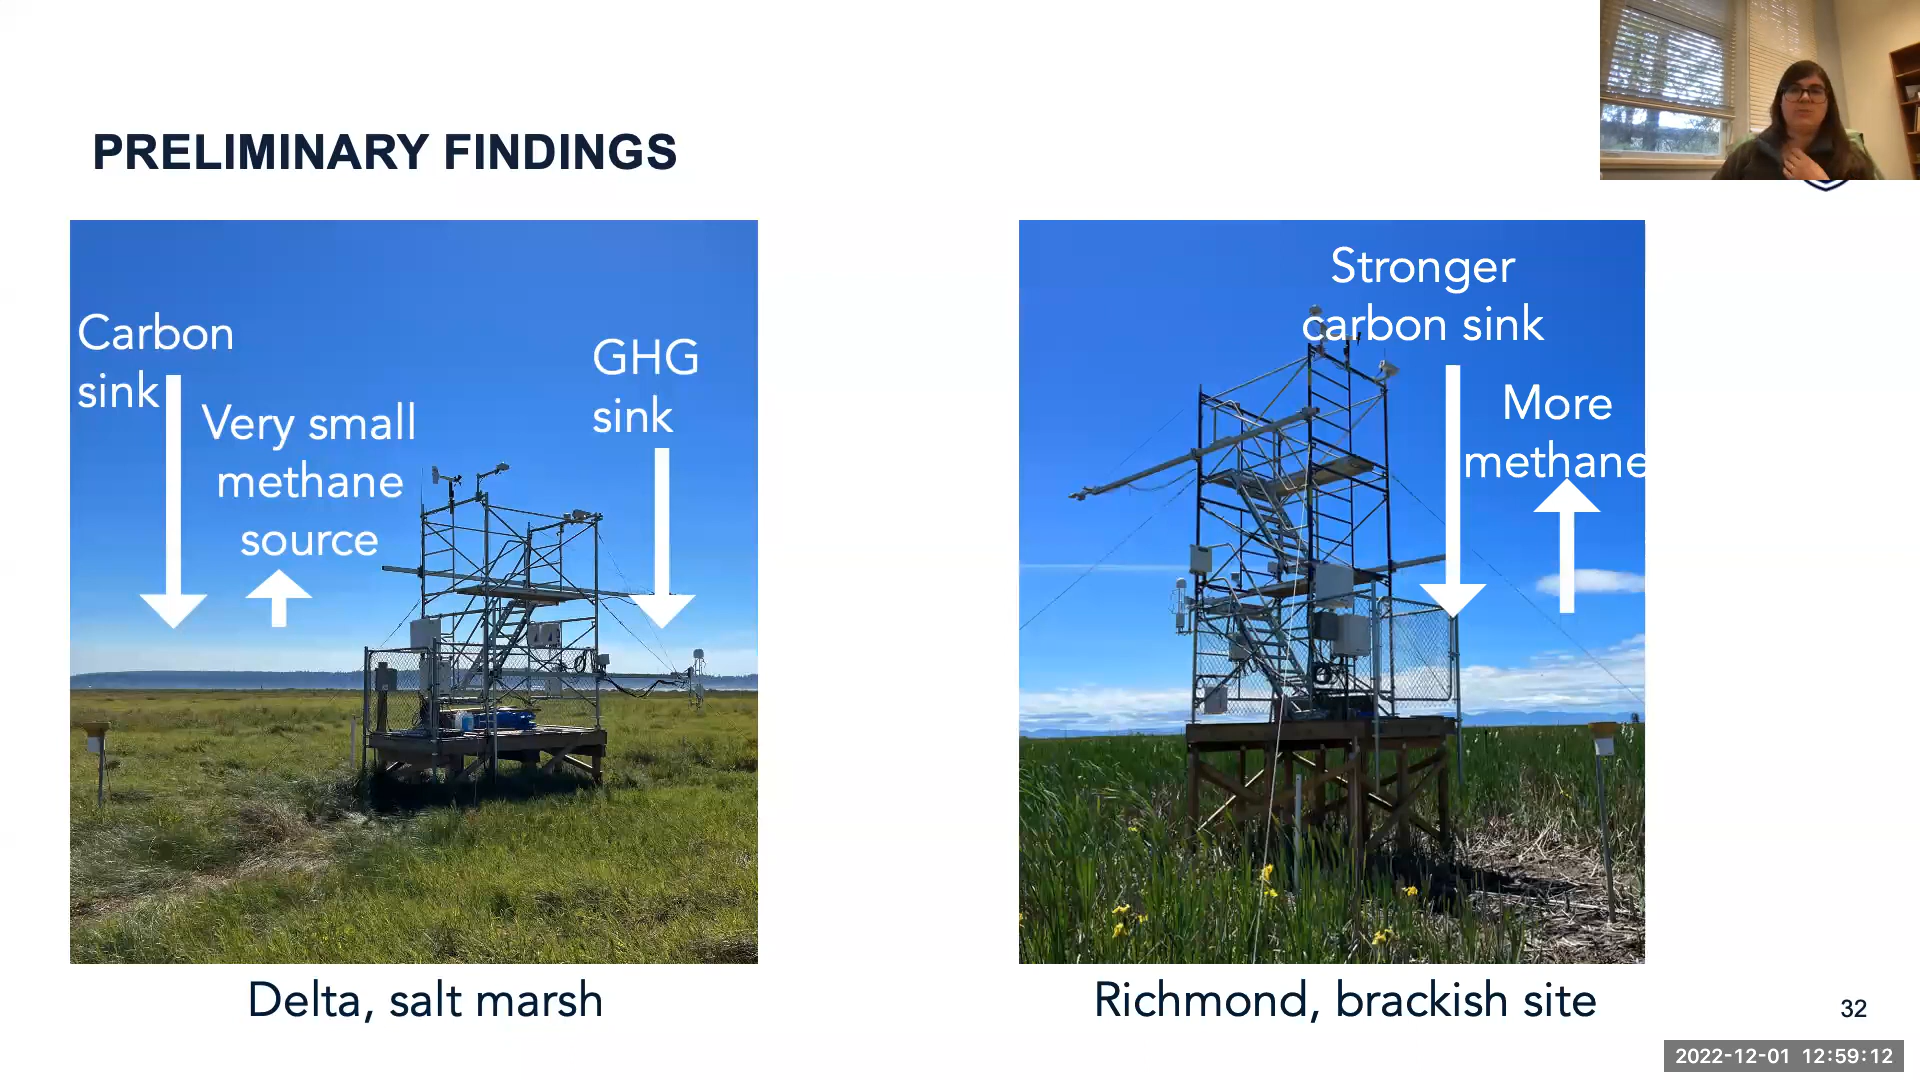 PRELIMINARY FINDINGS
Carbon
sink
Very small
methane
source
GHG
sink
Stronger
carbon sink
More
methane
Delta, salt marsh
Richmond, brackish site
32
2022-12-01 12:59:12